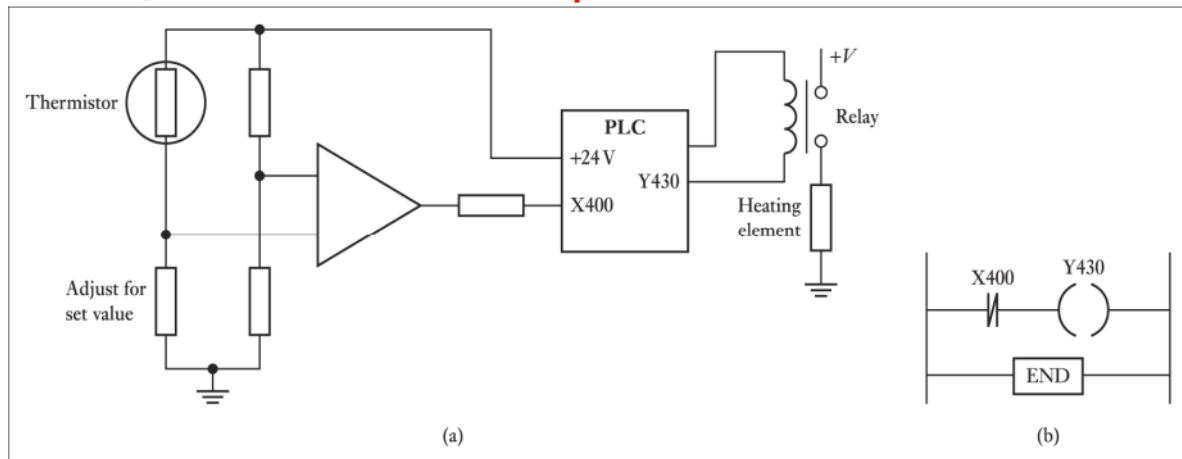 Thermistor
Adjust for
set value
PLC
+24 V
Y430
X400
+V
Relay
Heating
element
X400
Y430
END
(a)
(b)